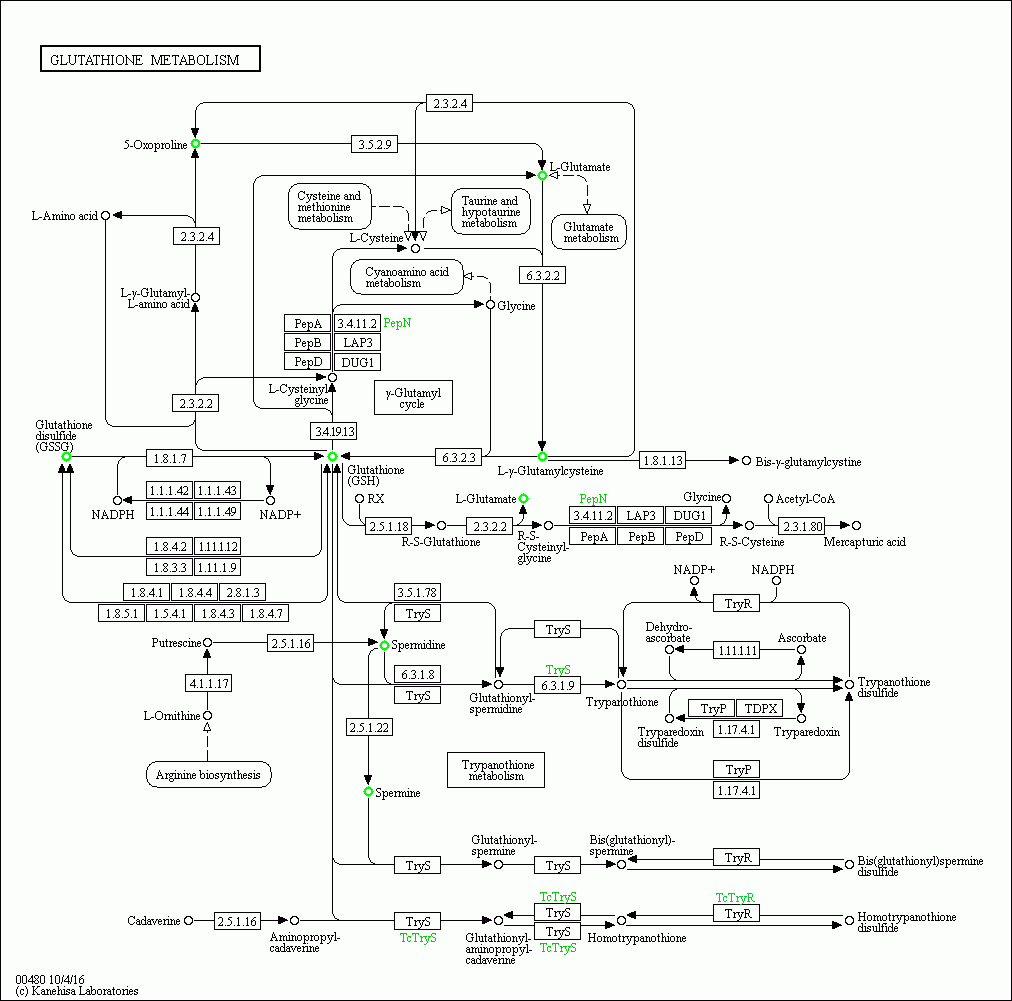 GLUTATHIONE METABOLISM
2.3.2.4
5-Oxoproline
3.5.2.9
L-Glutamate
Cysteine and
methionine
metabolism
Taurine and
hypotaurine
metabolism
L-Amino acid
Glutamate
metabolism
2.3.2.4
L-Cysteine
Cyanoamino acid
metabolism
6.3.2.2
L-γ-Glutamyl-
L-amino acid
Glycine
PepA
3.4.11.2
PepN
PepB
LAP3
PepD
DUG1
L-Cysteinyl
glycine
γ-Glutamyl
cycle
2.3.2.2
Glutathione
disulfide
(GSSG)
3.4.19.13
1.8.1.7
Glutathione
(GSH)
6.3.2.3
L-γ-Glutamylcysteine
1.8.1.13
Bis-γ-glutamylcystine
1.1.1.42
1.1.1.43
NADPH
NADP+
1.1.1.44
1.1.1.49
RX
L-Glutamate
PepN
Glycine
Acetyl-CoA
3.4.11.2
LAP3
DUG1
2.5.1.18
2.3.2.2
2.3.1.80
PepA
PepB
PepD
R-S-Glutathione
R-S-
Cysteinyl-
glycine
R-S-Cysteine
Mercapturic acid
1.8.4.2
1.11.1.12
1.8.3.3
1.11.1.9
NADP+
NADPH
1.8.4.1
1.8.4.4
2.8.1.3
3.5.1.78
TryR
1.8.5.1
1.5.4.1
1.8.4.3
1.8.4.7
TryS
Dehydro-
ascorbate
Ascorbate
TryS
Putrescine
2.5.1.16
Spermidine
1.11.1.11
4.1.1.17
6.3.1.8
TryS
TryS
6.3.1.9
Glutathionyl-
spermidine
Trypanothione
Trypanothione
disulfide
L-Ornithine
2.5.1.22
TryP
TDPX
1.17.4.1
Tryparedoxin
disulfide
Tryparedoxin
Arginine biosynthesis
Trypanothione
metabolism
TryP
1.17.4.1
Spermine
Glutathionyl-
spermine
Bis(glutathionyl)-
spermine
TryR
TryS
TryS
Bis(glutathionyl)spermine
disulfide
TcTryS
TcTryR
TryS
TryR
Cadaverine
2.5.1.16
TryS
Homotrypanothione
disulfide
Aminopropyl-
cadaverine
TcTryS
Glutathionyl-
aminopropyl-
cadaverine
TryS
TcTryS
Homotrypanothione
00480 10/4/16
(c) Kanehisa Laboratories